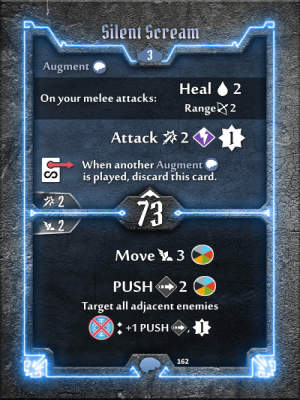 Silent Scream
3
Augment
On your melee attacks:
Heal 2
Range 2
Attack 2 1
When another Augment
is played, discard this card.
2
73
2
Move 3
PUSH 2
Target all adjacent enemies
: +1 PUSH , 1
162